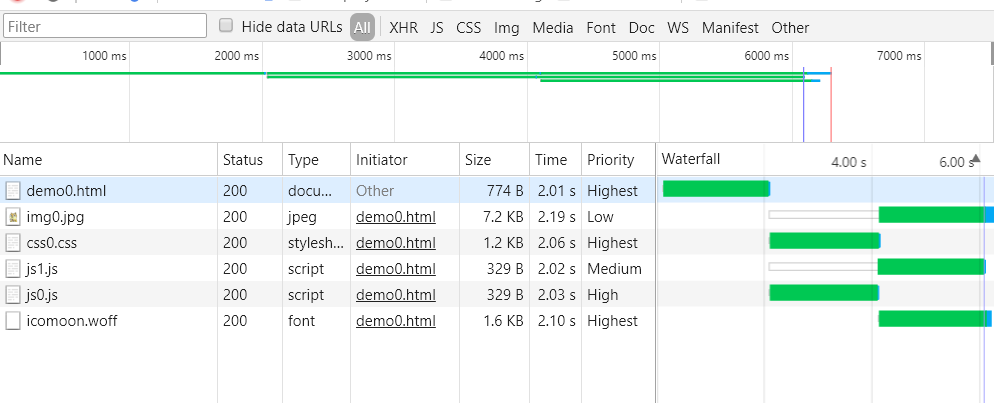 Filter Hide data URLs All XHR JS CSS Img Media Font Doc WS Manifest Other
1000 ms 2000 ms 3000 ms 4000 ms 5000 ms 6000 ms 7000 ms
Name Status Type Initiator Size Time Priority Waterfall 4.00 s 6.00 s
demo0.html 200 docu... Other 774 B 2.01 s Highest
img0.jpg 200 jpeg demo0.html 7.2 KB 2.19 s Low
css0.css 200 stylesh... demo0.html 1.2 KB 2.06 s Highest
js1.js 200 script demo0.html 329 B 2.02 s Medium
js0.js 200 script demo0.html 329 B 2.03 s High
icomoon.woff 200 font demo0.html 1.6 KB 2.10 s Highest